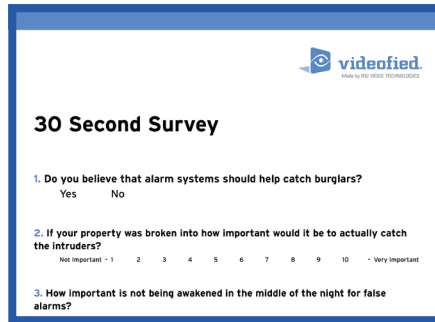 videofied.
Made by RSI VIDEO TECHNOLOGIES
30 Second Survey
1. Do you believe that alarm systems should help catch burglars?
Yes No
2. If your property was broken into how important would it be to actually catch
the intruders?
Not Important - 1 2 3 4 5 6 7 8 9 10 - Very Important
3. How important is not being awakened in the middle of the night for false
alarms?